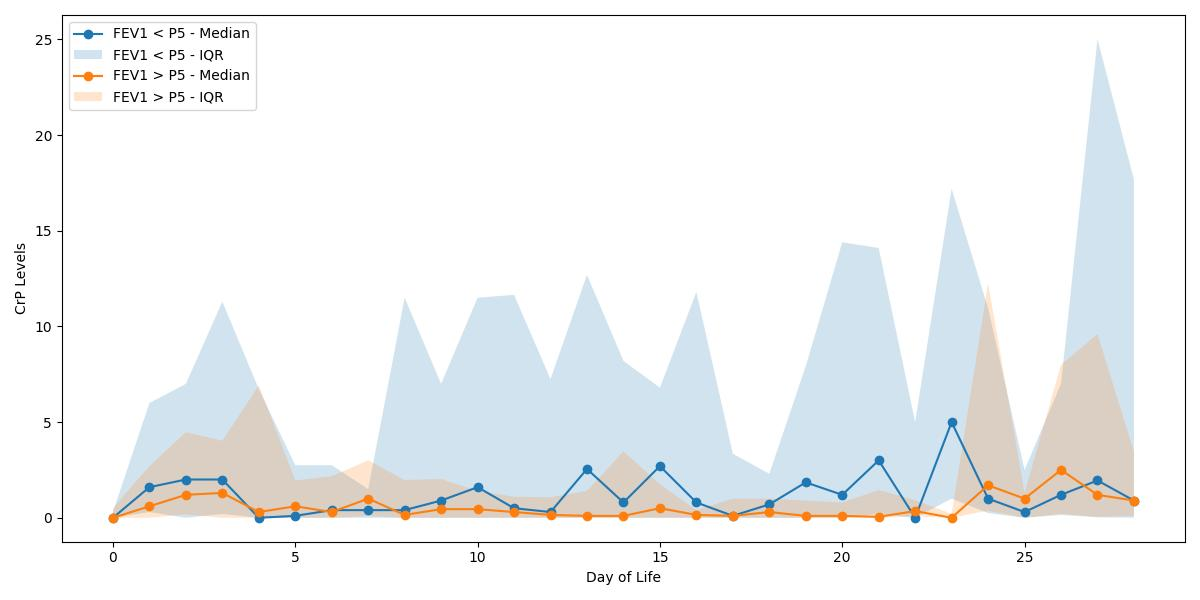 FEV1 < P5 - Median
FEV1 < P5 - IQR
FEV1 > P5 - Median
FEV1 > P5 - IQR
CrP Levels
25
20
15
10
5
0
0 5 10 15 20 25
Day of Life